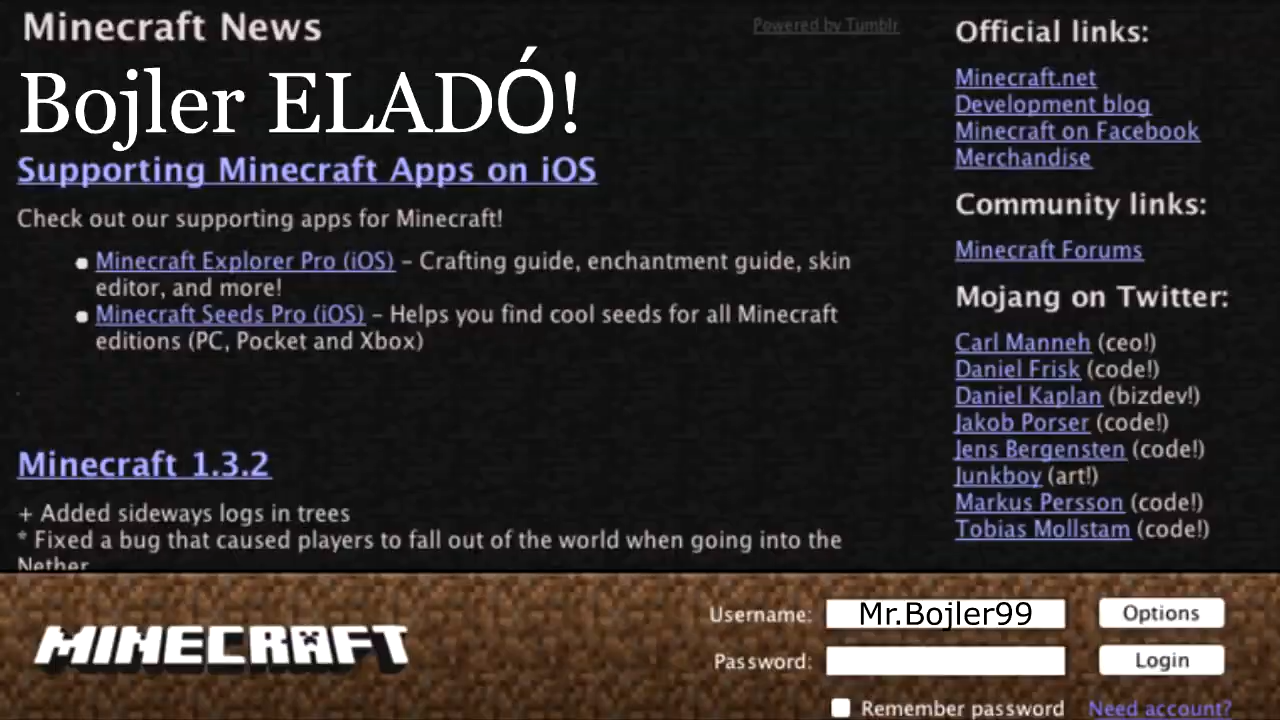 Minecraft News
Powered by Tumblr
Bojler ELADÓ!
Supporting Minecraft Apps on iOS
Check out our supporting apps for Minecraft!
Minecraft Explorer Pro (iOS) – Crafting guide, enchantment guide, skin
editor, and more!
Minecraft Seeds Pro (iOS) – Helps you find cool seeds for all Minecraft
editions (PC, Pocket and Xbox)
Minecraft 1.3.2
+ Added sideways logs in trees
* Fixed a bug that caused players to fall out of the world when going into the
Nether
Official links:
Minecraft.net
Development blog
Minecraft on Facebook
Merchandise
Community links:
Minecraft Forums
Mojang on Twitter:
Carl Manneh (ceo!)
Daniel Frisk (code!)
Daniel Kaplan (bizdev!)
Jakob Porser (code!)
Jens Bergensten (code!)
Junkboy (art!)
Markus Persson (code!)
Tobias Mollstam (code!)
MINECRAFT
Username: Mr.Bojler99 Options
Password: Login
Remember password Need account?